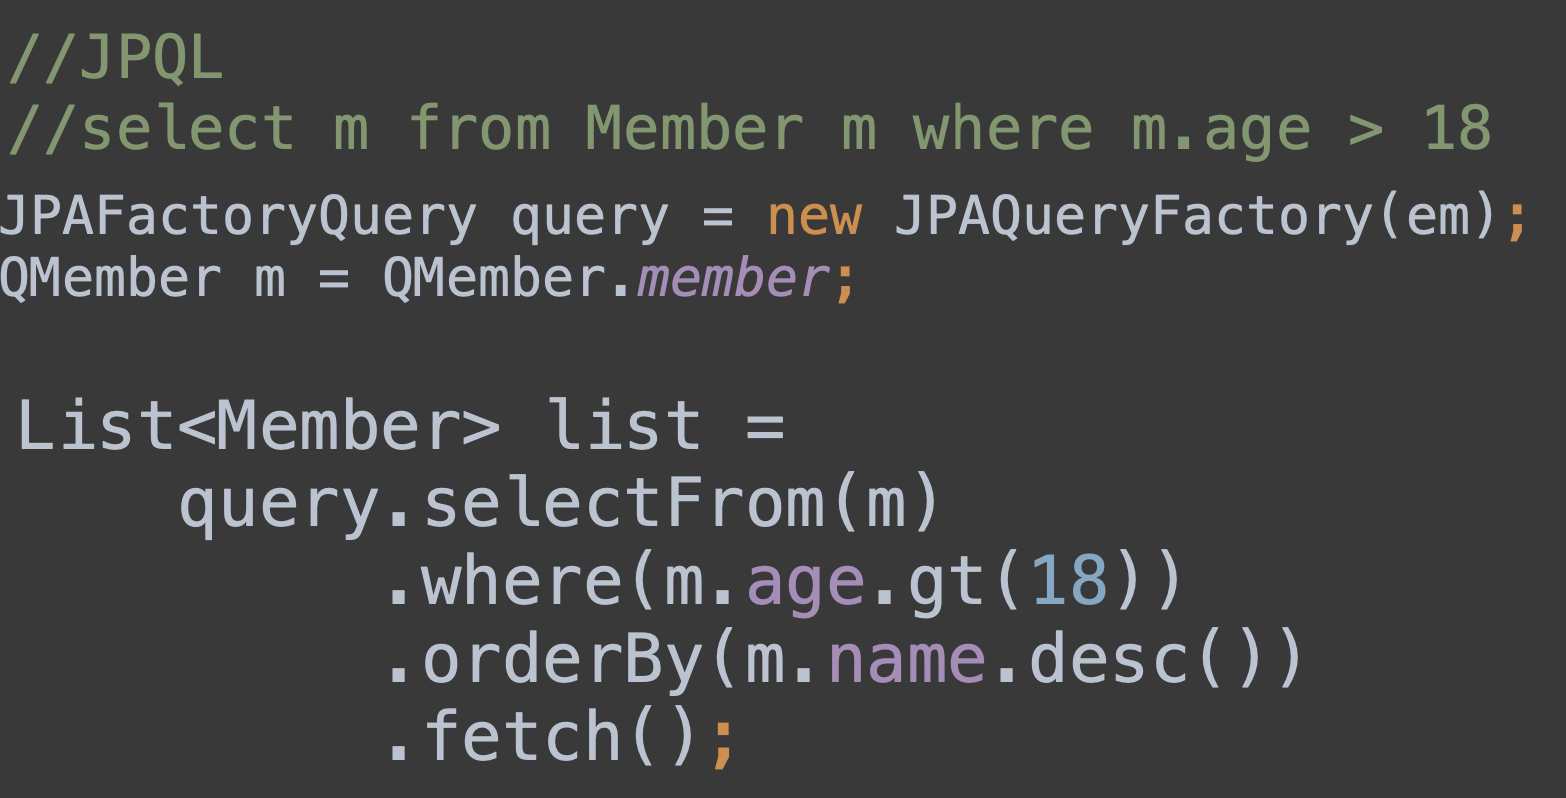 //JPQL
//select m from Member m where m.age > 18
JPAFactoryQuery query = new JPAQueryFactory(em);
QMember m = QMember.member;
List<Member> list =
query.selectFrom(m)
.where(m.age.gt(18))
.orderBy(m.name.desc())
.fetch();